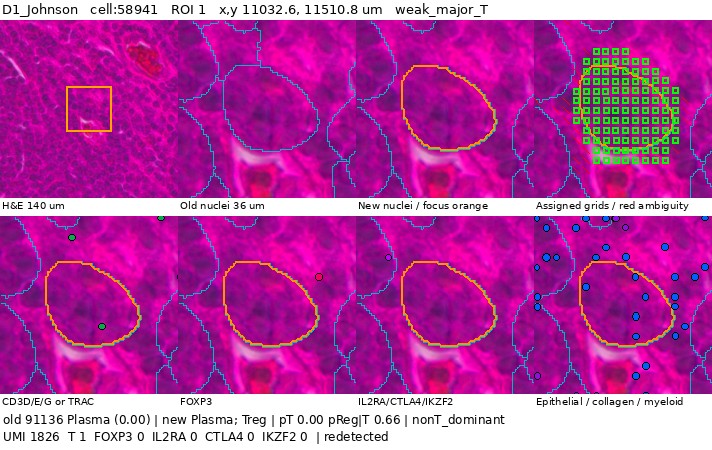 D1_Johnson cell:58941 ROI 1 x,y 11032.6, 11510.8 um weak_major_T
H&E 140 um
Old nuclei 36 um
New nuclei / focus orange
Assigned grids / red ambiguity
CD3D/E/G or TRAC
FOXP3
IL2RA/CTLA4/IKZF2
Epithelial / collagen / myeloid
old 91136 Plasma (0.00) | new Plasma; Treg | pT 0.00 pReg|T 0.66 | nonT_dominant
UMI 1826 T 1 FOXP3 0 IL2RA 0 CTLA4 0 IKZF2 0 | redetected